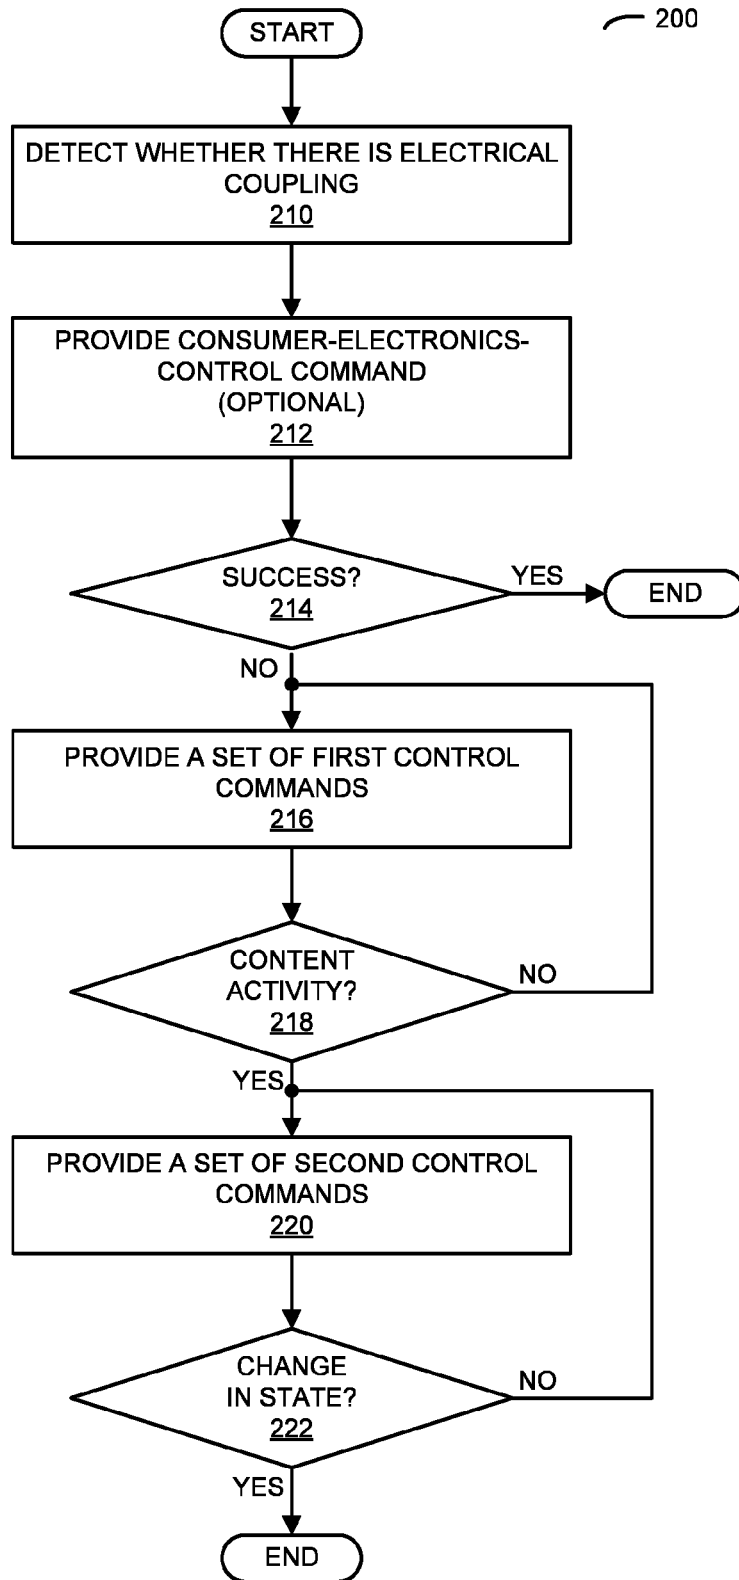 START
200
DETECT WHETHER THERE IS ELECTRICAL
COUPLING
210
PROVIDE CONSUMER-ELECTRONICS-
CONTROL COMMAND
(OPTIONAL)
212
SUCCESS?
214
YES
END
NO
PROVIDE A SET OF FIRST CONTROL
COMMANDS
216
CONTENT
ACTIVITY?
218
NO
YES
PROVIDE A SET OF SECOND CONTROL
COMMANDS
220
CHANGE
IN STATE?
222
NO
YES
END